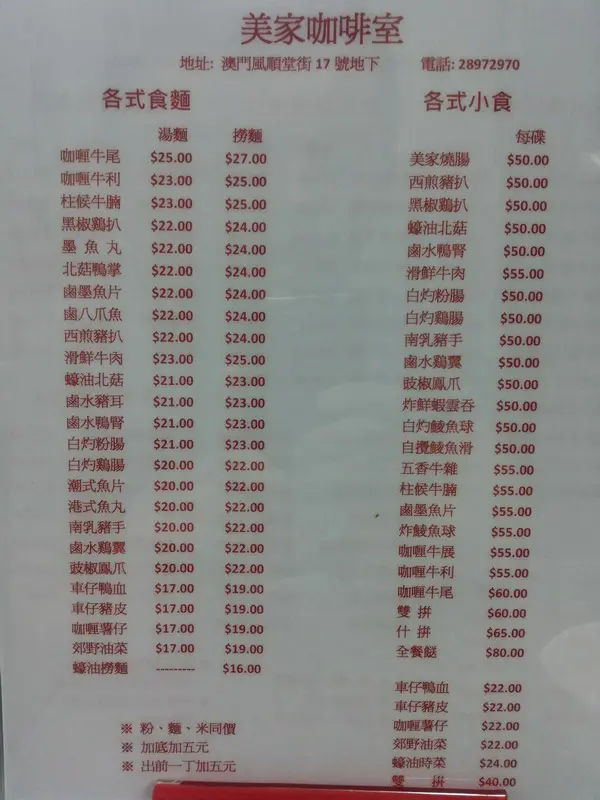 美家咖啡室
地址: 澳門風順堂街 17 號地下 電話: 28972970
各式食麵
湯麵 撈麵
咖喱牛尾 $25.00 $27.00
咖喱牛利 $23.00 $25.00
柱候牛腩 $23.00 $25.00
黑椒鷄扒 $22.00 $24.00
墨魚丸 $22.00 $24.00
北菇鴨掌 $22.00 $24.00
鹵墨魚片 $22.00 $24.00
鹵八爪魚 $22.00 $24.00
西煎豬扒 $22.00 $24.00
滑鮮牛肉 $23.00 $25.00
蠔油北菇 $21.00 $23.00
鹵水豬耳 $21.00 $23.00
鹵水鴨腎 $21.00 $23.00
白灼粉腸 $21.00 $23.00
白灼鷄腸 $20.00 $22.00
潮式魚片 $20.00 $22.00
港式魚丸 $20.00 $22.00
南乳豬手 $20.00 $22.00
鹵水鷄翼 $20.00 $22.00
豉椒鳳爪 $20.00 $22.00
車仔鴨血 $17.00 $19.00
車仔豬皮 $17.00 $19.00
咖喱薯仔 $17.00 $19.00
郊野油菜 $17.00 $19.00
蠔油撈麵 --------- $16.00
※ 粉、麵、米同價
※ 加底加五元
※ 出前一丁加五元
各式小食
每碟
美家燒腸 $50.00
西煎豬扒 $50.00
黑椒鷄扒 $50.00
蠔油北菇 $50.00
鹵水鴨腎 $50.00
滑鮮牛肉 $55.00
白灼粉腸 $50.00
白灼鷄腸 $50.00
南乳豬手 $50.00
鹵水鷄翼 $50.00
豉椒鳳爪 $50.00
炸鮮蝦雲吞 $50.00
白灼鯪魚球 $50.00
自攪鯪魚滑 $50.00
五香牛雜 $55.00
柱候牛腩 $55.00
鹵墨魚片 $55.00
炸鯪魚球 $55.00
咖喱牛展 $55.00
咖喱牛利 $55.00
咖喱牛尾 $60.00
雙拼 $60.00
什拼 $65.00
全餐餸 $80.00
車仔鴨血 $22.00
車仔豬皮 $22.00
咖喱薯仔 $22.00
郊野油菜 $22.00
蠔油時菜 $24.00
雙拼 $40.00